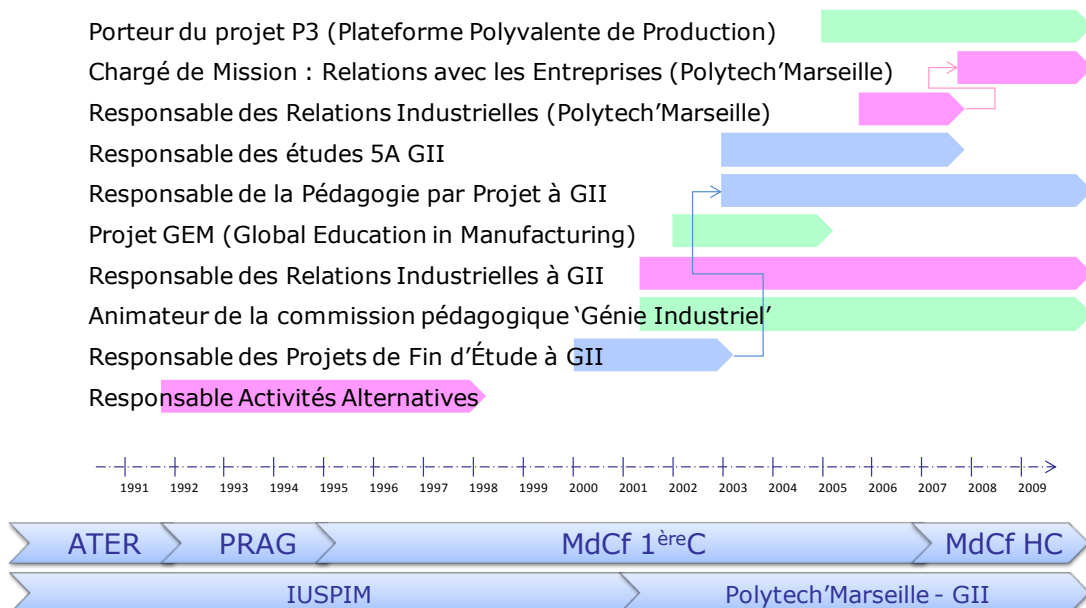 Porteur du projet P3 (Plateforme Polyvalente de Production)
Chargé de Mission : Relations avec les Entreprises (Polytech'Marseille)
Responsable des Relations Industrielles (Polytech'Marseille)
Responsable des études 5A GII
Responsable de la Pédagogie par Projet à GII
Projet GEM (Global Education in Manufacturing)
Responsable des Relations Industrielles à GII
Animateur de la commission pédagogique ‘Génie Industriel’
Responsable des Projets de Fin d’Étude à GII
Responsable Activités Alternatives
1991 1992 1993 1994 1995 1996 1997 1998 1999 2000 2001 2002 2003 2004 2005 2006 2007 2008 2009
ATER PRAG MdCf 1èreC MdCf HC
IUSPIM Polytech’Marseille - GII